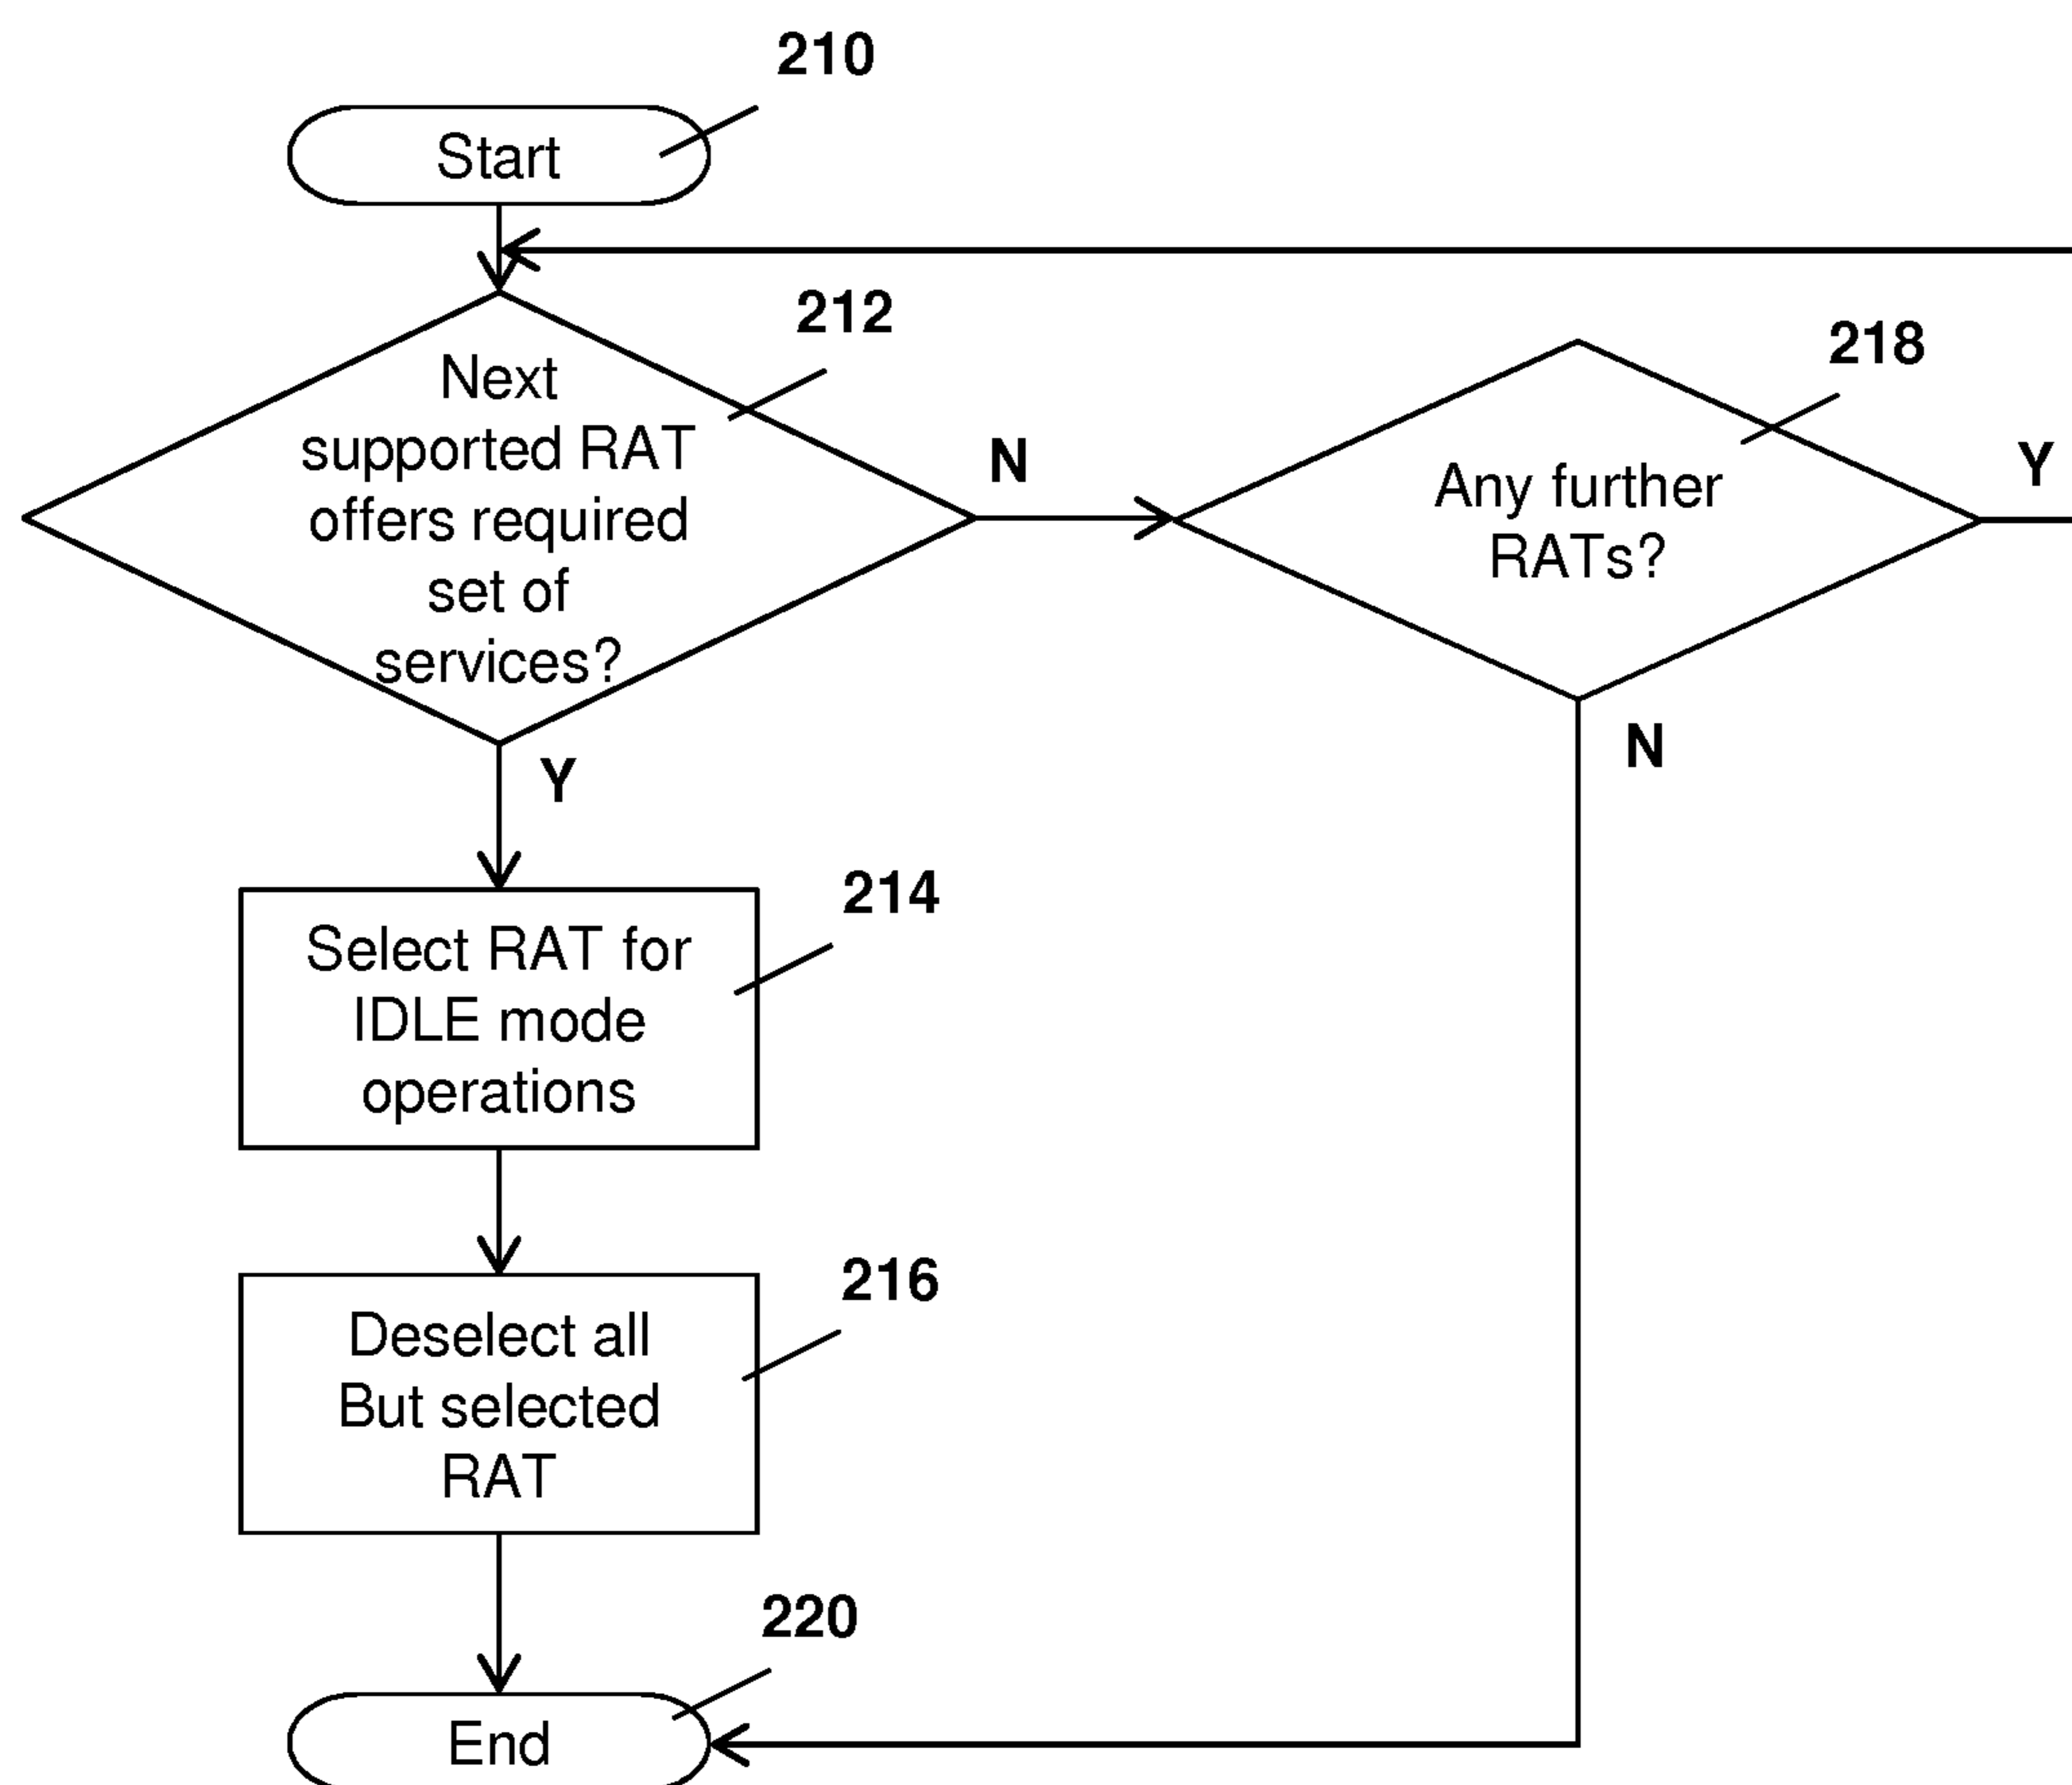 210
Start
212
Next
supported RAT
offers required
set of
services?
N
218
Any further
RATs?
Y
N
Y
214
Select RAT for
IDLE mode
operations
216
Deselect all
But selected
RAT
220
End